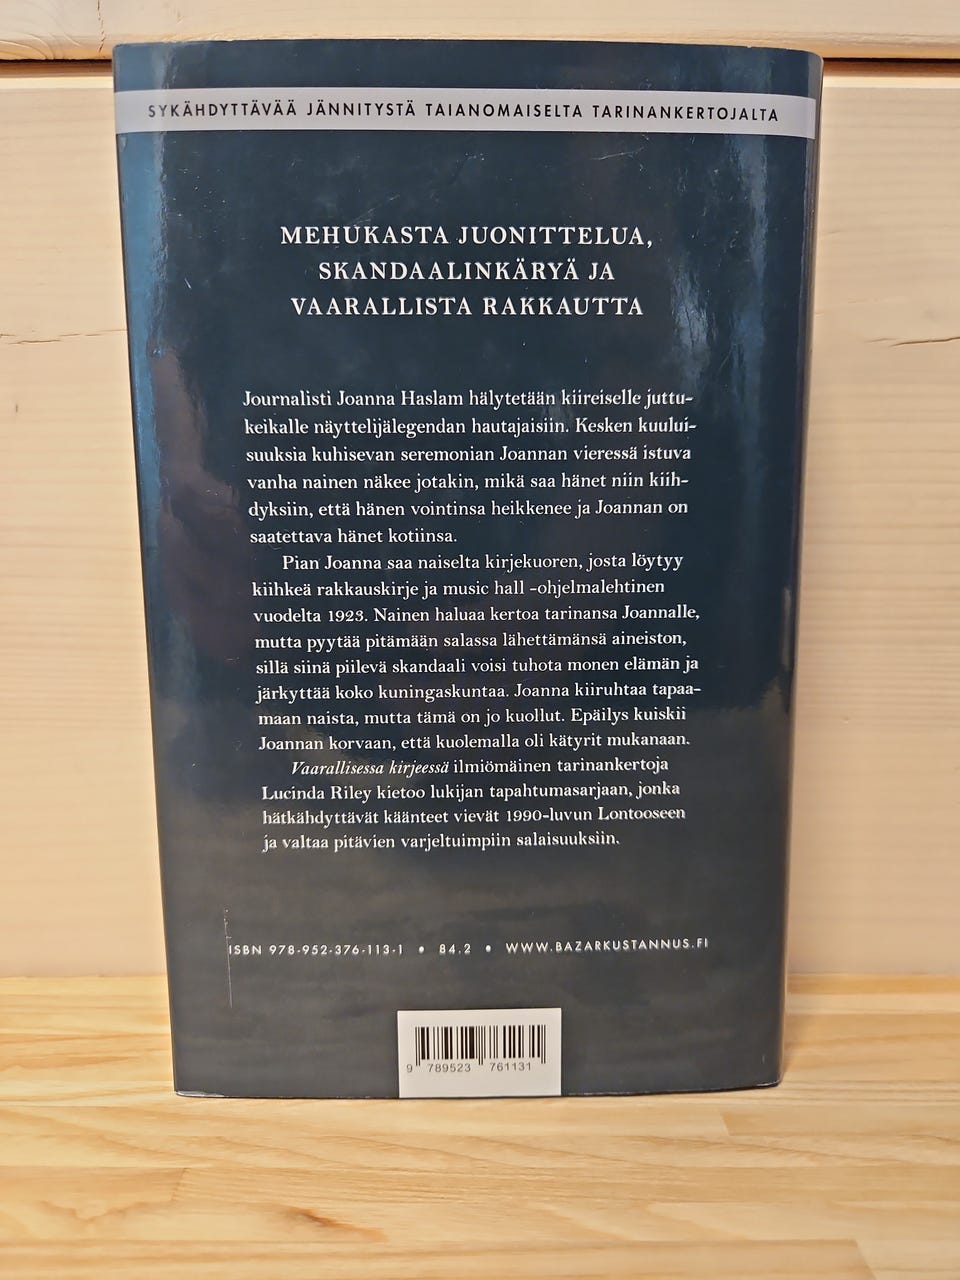 SYKÄHDYTTÄVÄÄ JÄNNITYSTÄ TAIANOMAISELTA TARINANKERTOJALTA
MEHUKASTA JUONITTELUA,
SKANDAALINKÄRYÄ JA
VAARALLISTA RAKKAUTTA
Journalisti Joanna Haslam hälytetään kiireiselle juttu-
keikalle näyttelijälegendan hautajaisiin. Kesken kuului-
suuksia kuhisevan seremonian Joannan vieressä istuva
vanha nainen näkee jotakin, mikä saa hänet niin kiih-
dyksiin, että hänen vointinsa heikkenee ja Joannan on
saatettava hänet kotiinsa.
Pian Joanna saa naiselta kirjekuoren, josta löytyy
kiihkeä rakkauskirje ja music hall -ohjelmalehtinen
vuodelta 1923. Nainen haluaa kertoa tarinansa Joannalle,
mutta pyytää pitämään salassa lähettämänsä aineiston,
sillä siinä piilevä skandaali voisi tuhota monen elämän ja
järkyttää koko kuningaskuntaa. Joanna kiiruhtaa tapaa-
maan naista, mutta tämä on jo kuollut. Epäilys kuiskii
Joannan korvaan, että kuolemalla oli kätyrit mukanaan.
Vaarallisessa kirjeessä ilmiömäinen tarinankertoja
Lucinda Riley kietoo lukijan tapahtumasarjaan, jonka
hätkähdyttävät käänteet vievät 1990-luvun Lontooseen
ja valtaa pitävien varjeltuimpiin salaisuuksiin.
ISBN 978-952-376-113-1 • 84.2 • WWW.BAZARKUSTANNUS.FI
9 789523 761131